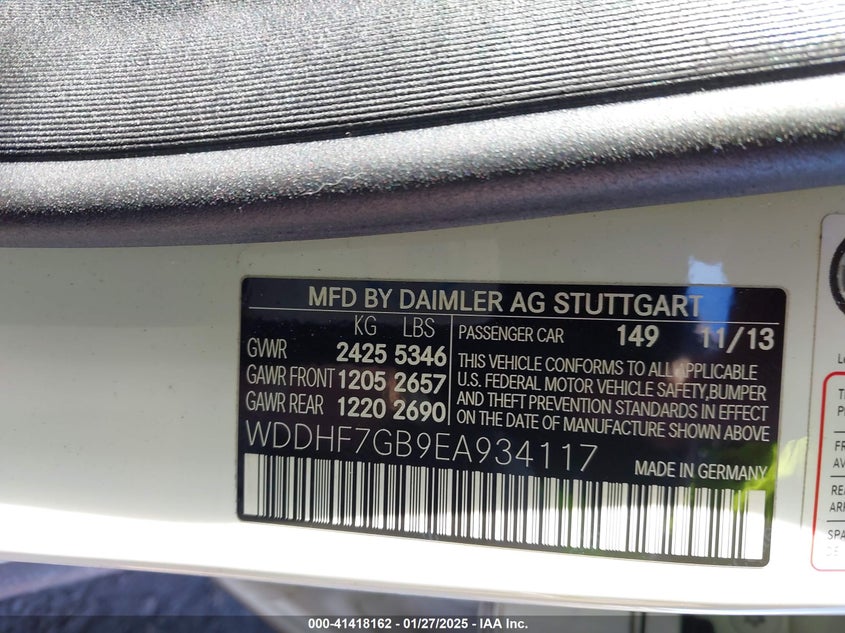 MFD BY DAIMLER AG STUTTGART
KG LBS
GVWR 2425 5346
GAWR FRONT 1205 2657
GAWR REAR 1220 2690
PASSENGER CAR 149 11/13
THIS VEHICLE CONFORMS TO ALL APPLICABLE
U.S. FEDERAL MOTOR VEHICLE SAFETY,BUMPER
AND THEFT PREVENTION STANDARDS IN EFFECT
ON THE DATE OF MANUFACTURE SHOWN ABOVE
WDDHF7GB9EA934117
MADE IN GERMANY
000-41418162 - 01/27/2025 - IAA Inc.